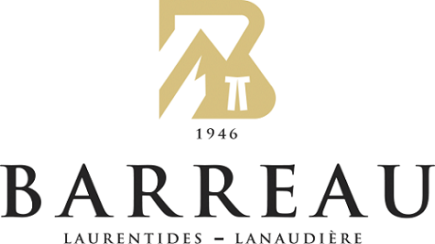 B
1946
BARREAU
LAURENTIDES – LANAUDIÈRE